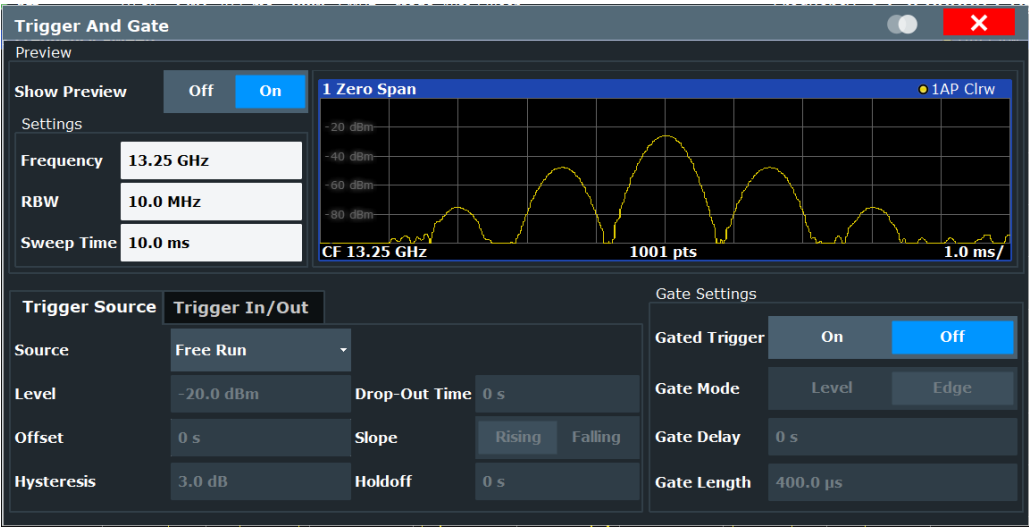 Trigger And Gate
Preview
Show Preview Off On
Settings
Frequency 13.25 GHz
RBW 10.0 MHz
Sweep Time 10.0 ms
1 Zero Span 1AP Clrw
-20 dBm
-40 dBm
-60 dBm
-80 dBm
CF 13.25 GHz 1001 pts 1.0 ms/
Trigger Source Trigger In/Out
Source Free Run
Level -20.0 dBm Drop-Out Time 0 s
Offset 0 s Slope Rising Falling
Hysteresis 3.0 dB Holdoff 0 s
Gate Settings
Gated Trigger On Off
Gate Mode Level Edge
Gate Delay 0 s
Gate Length 400.0 µs